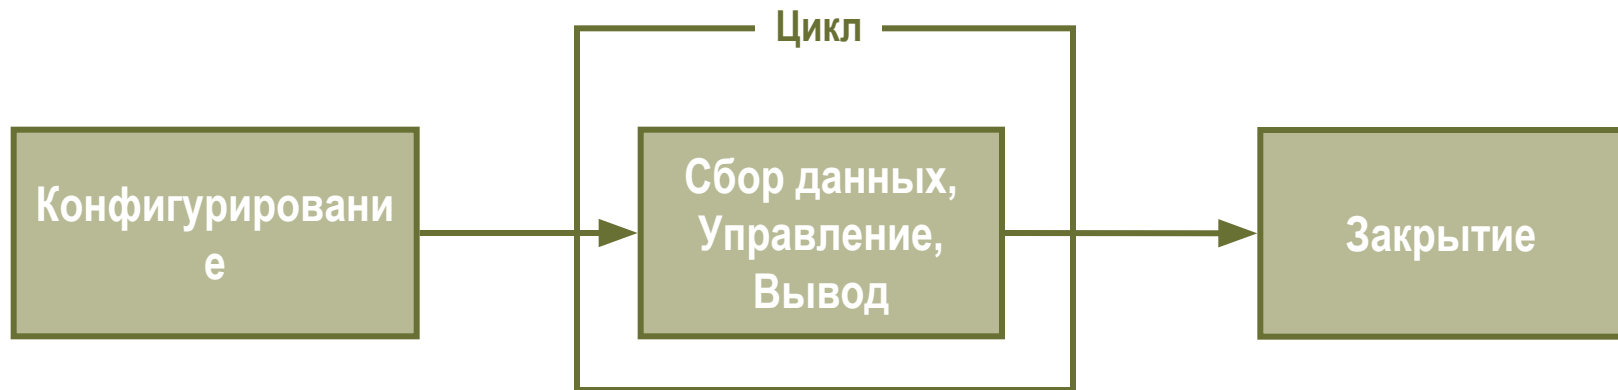 Цикл
Конфигурировани
е
Сбор данных,
Управление,
Вывод
Закрытие